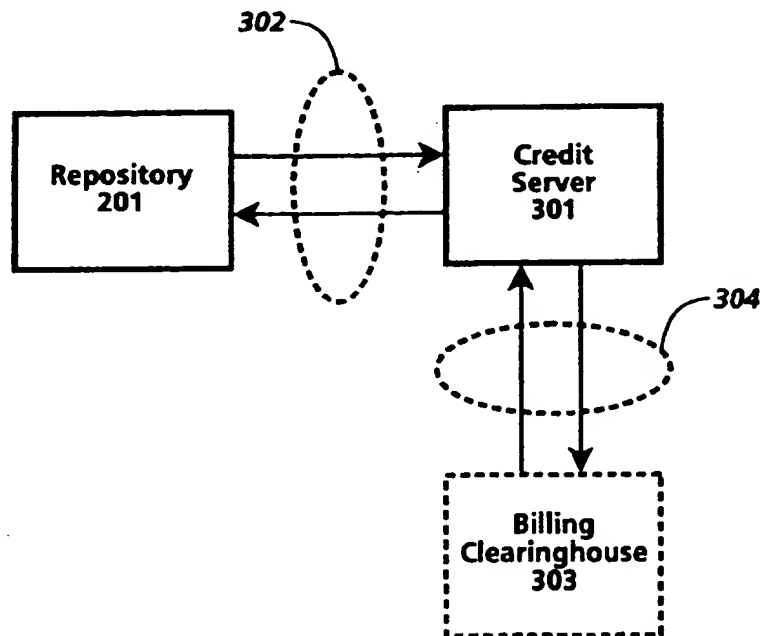 302
Repository
201
Credit
Server
301
304
Billing
Clearinghouse
303